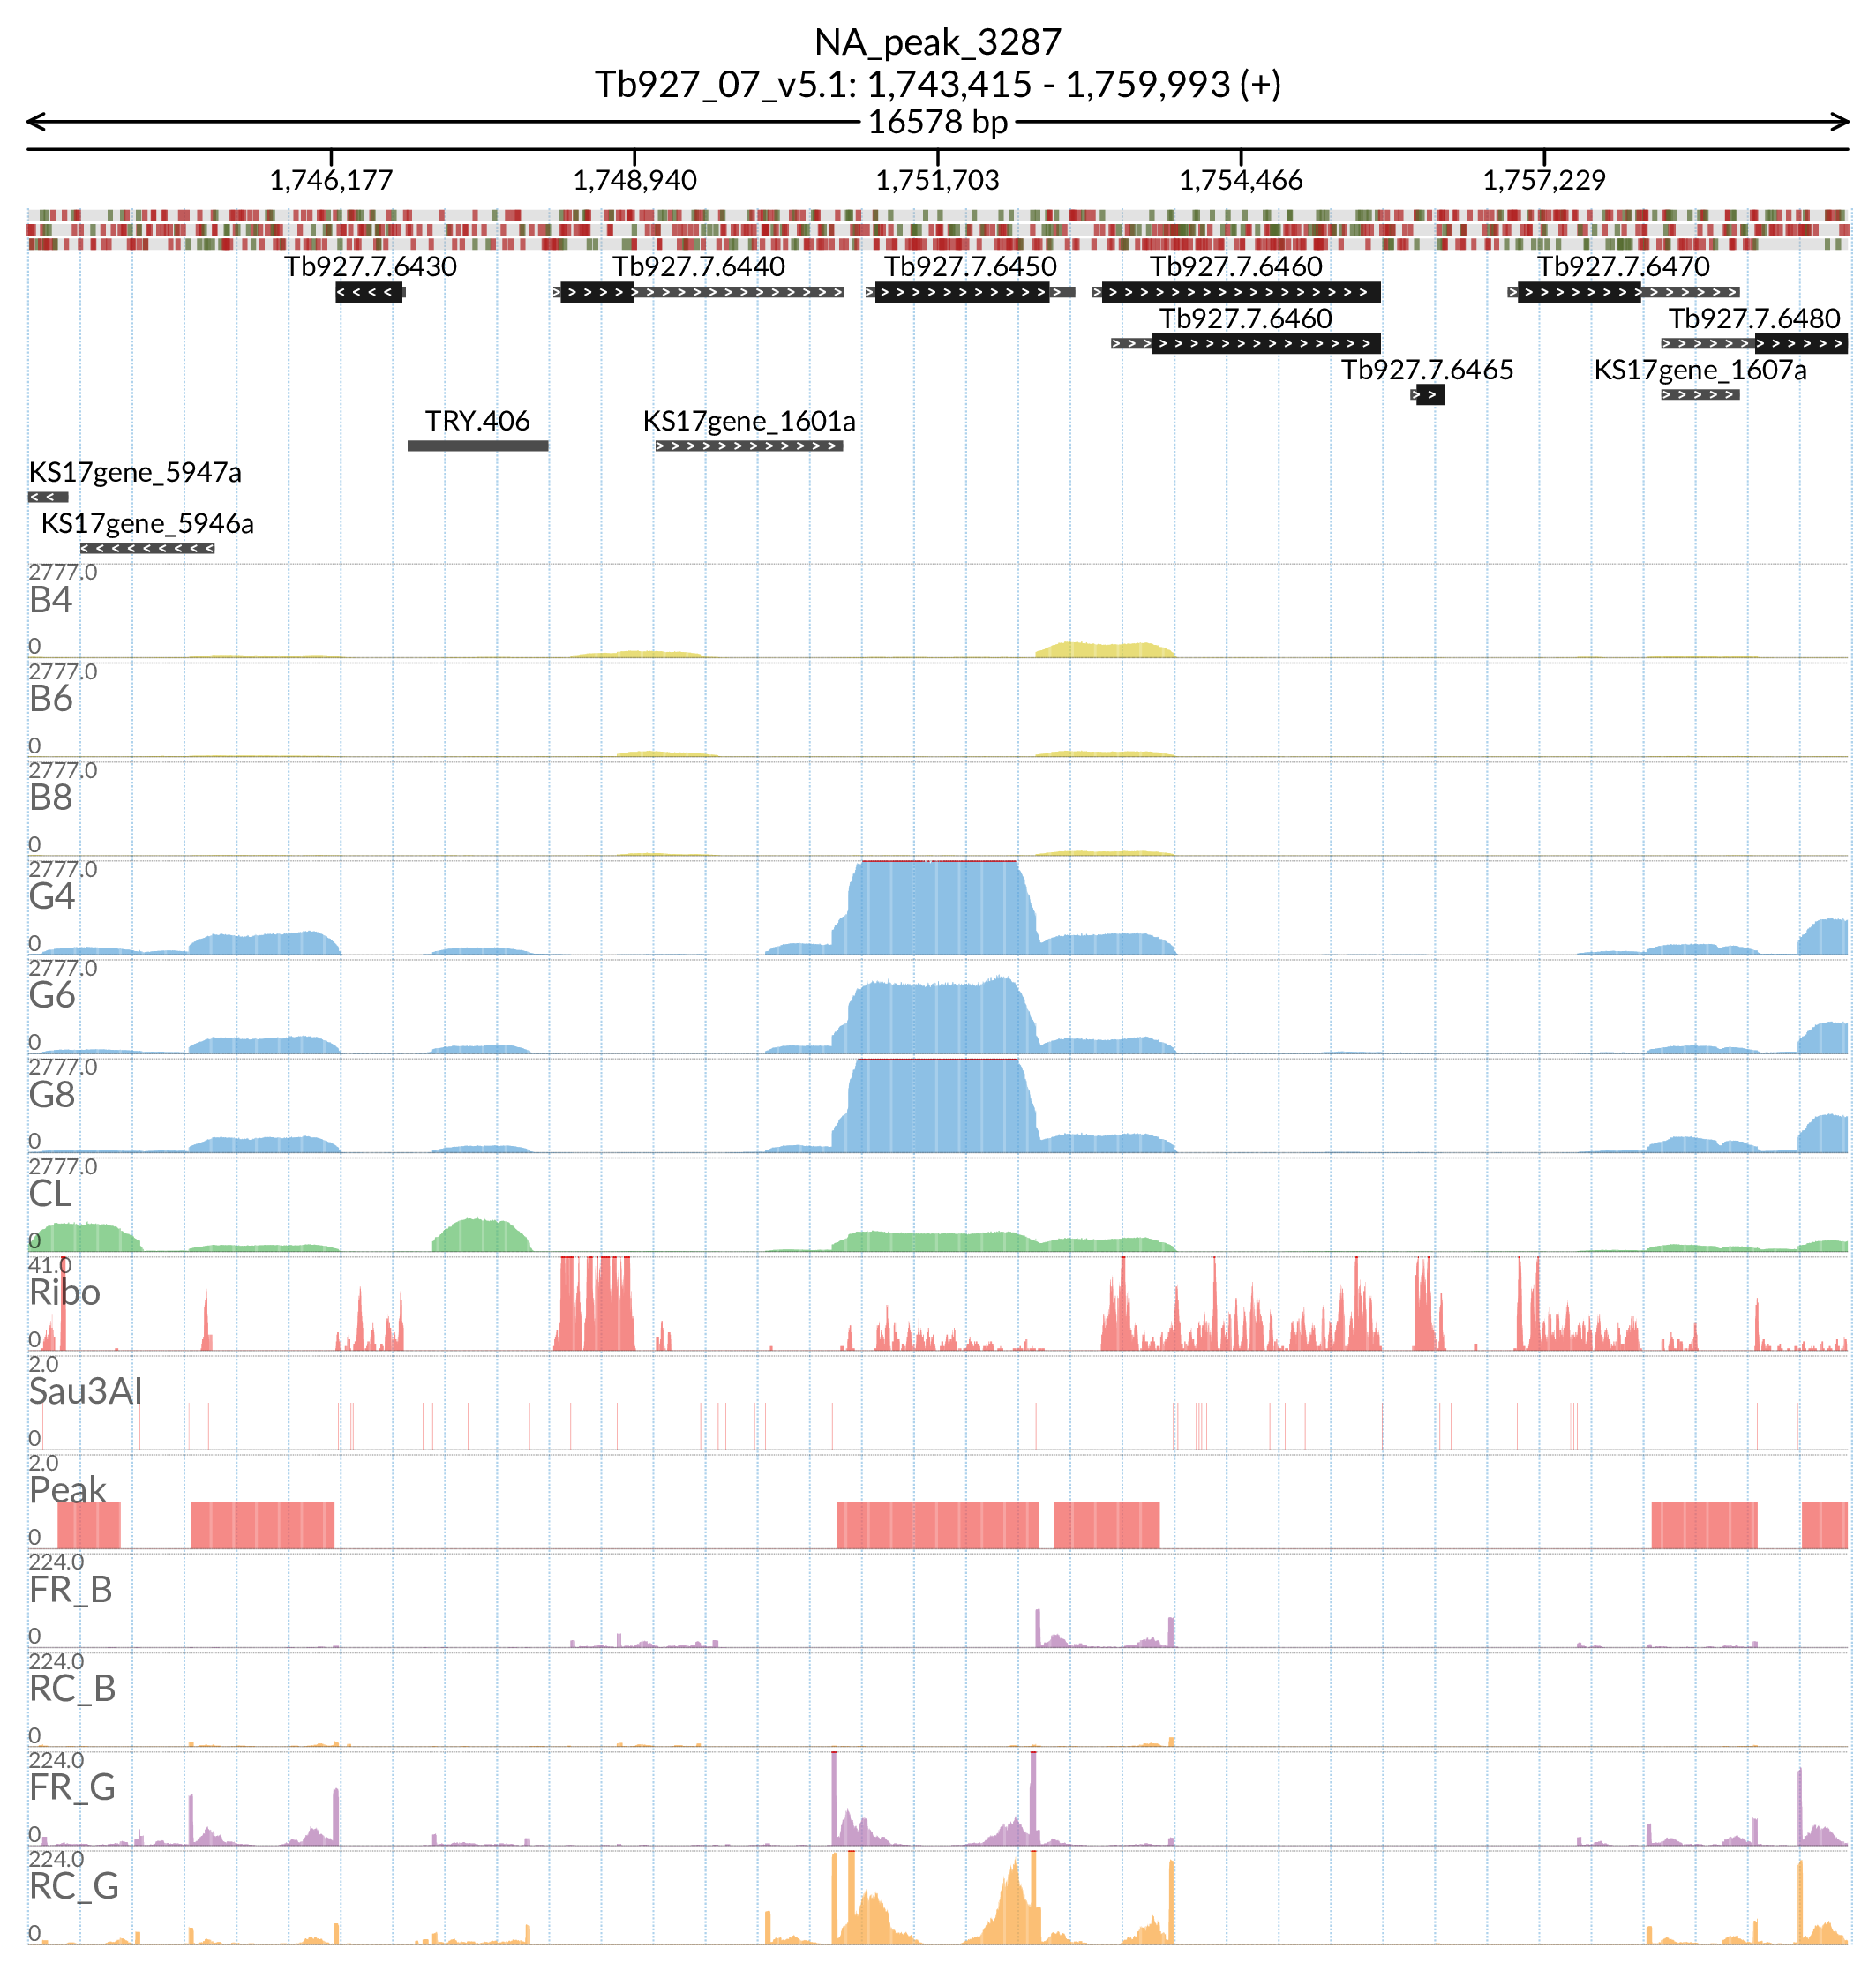 NA_peak_3287
Tb927_07_v5.1: 1,743,415 - 1,759,993 (+)
16578 bp
1,746,177 1,748,940 1,751,703 1,754,466 1,757,229
Tb927.7.6430 Tb927.7.6440 Tb927.7.6450 Tb927.7.6460 Tb927.7.6470
Tb927.7.6460 Tb927.7.6480
Tb927.7.6465 KS17gene_1607a
TRY.406 KS17gene_1601a
KS17gene_5947a
KS17gene_5946a
2777.0
B4
0
2777.0
B6
0
2777.0
B8
0
2777.0
G4
0
2777.0
G6
0
2777.0
G8
0
2777.0
CL
0
41.0
Ribo
0
2.0
Sau3AI
0
2.0
Peak
0
224.0
FR_B
0
224.0
RC_B
0
224.0
FR_G
0
224.0
RC_G
0